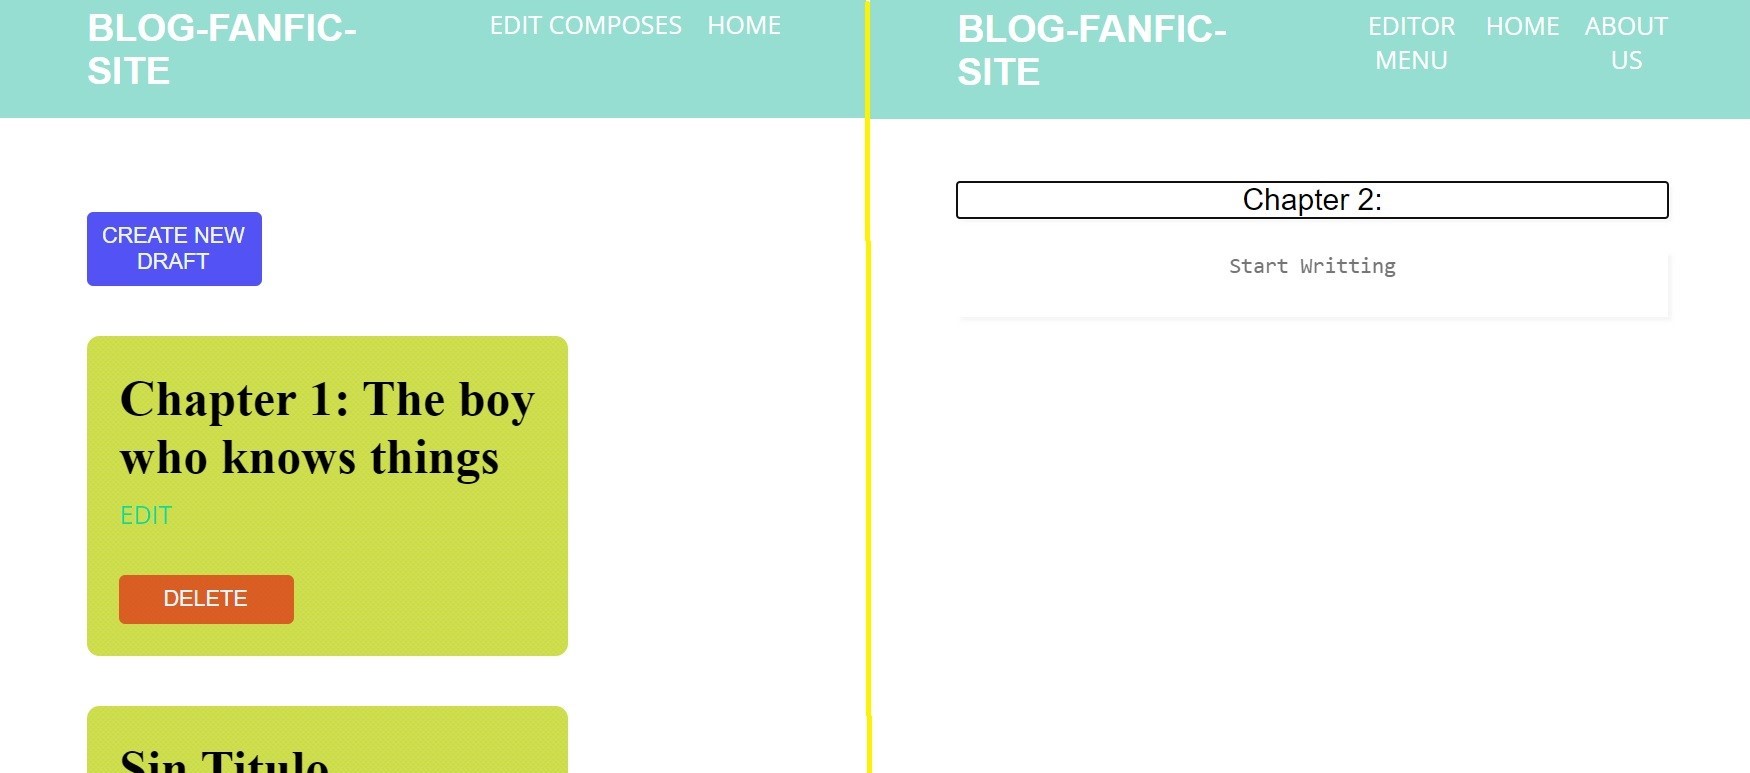 BLOG-FANFIC-
SITE
EDIT COMPOSES HOME
CREATE NEW
DRAFT
Chapter 1: The boy
who knows things
EDIT
DELETE
Sin Titulo
BLOG-FANFIC-
SITE
EDITOR
MENU
HOME
ABOUT
US
Chapter 2:
Start Writting